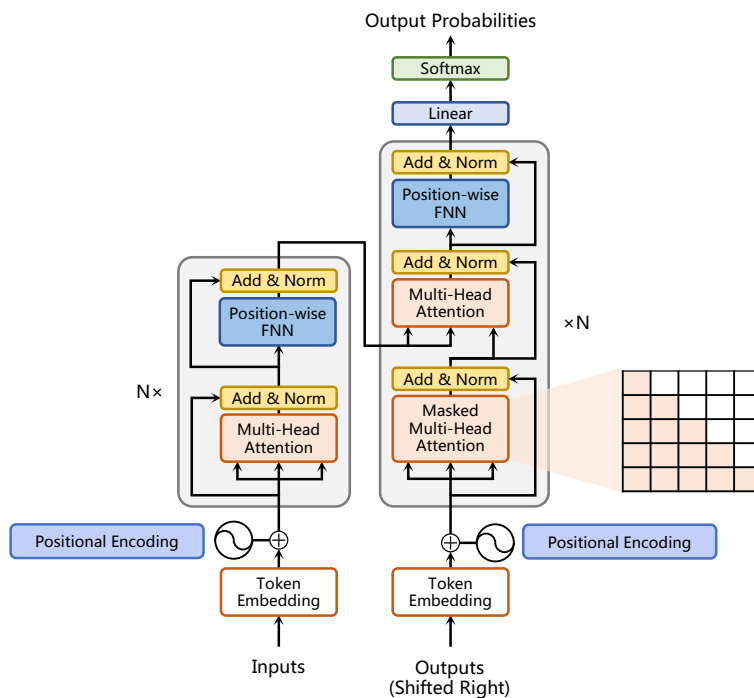 Output Probabilities
Softmax
Linear
Add & Norm
Position-wise
FNN
Add & Norm
Multi-Head
Attention
×N
Add & Norm
Masked
Multi-Head
Attention
Add & Norm
Position-wise
FNN
N×
Add & Norm
Multi-Head
Attention
Positional Encoding
Positional Encoding
Token
Embedding
Token
Embedding
Inputs
Outputs
(Shifted Right)